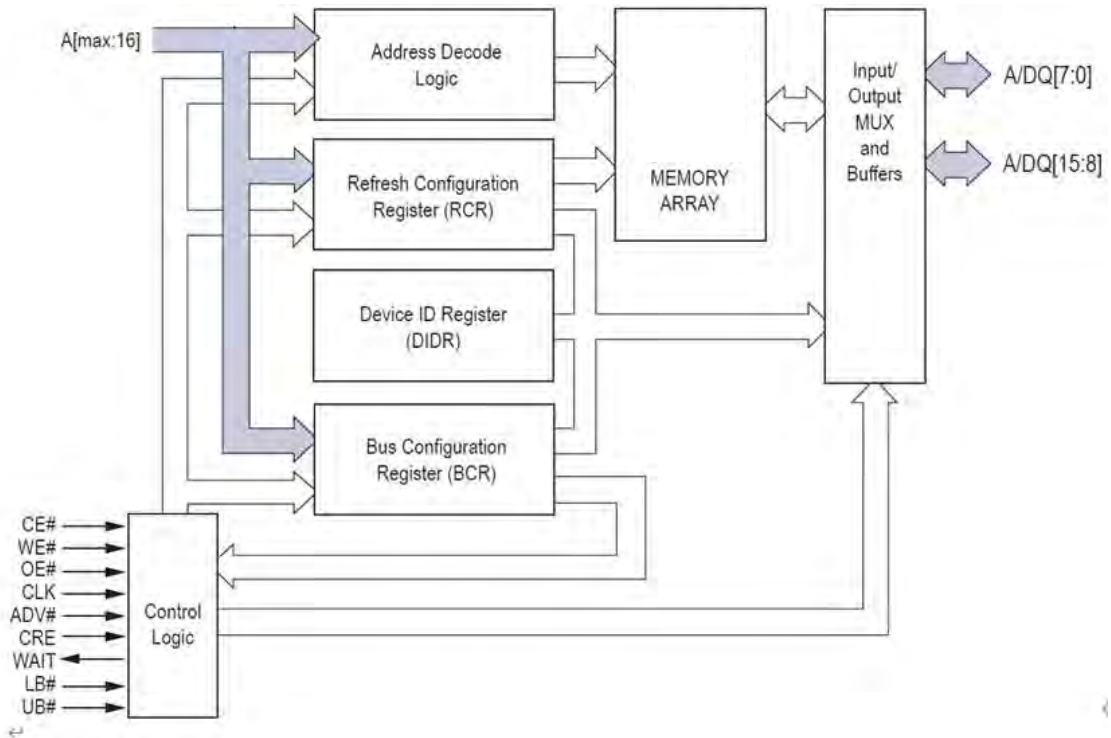 A[max:16]
Address Decode
Logic
Refresh Configuration
Register (RCR)
Device ID Register
(DIDR)
Bus Configuration
Register (BCR)
MEMORY
ARRAY
Input/
Output
MUX
and
Buffers
A/DQ[7:0]
A/DQ[15:8]
CE#
WE#
OE#
CLK
ADV#
CRE
WAIT
LB#
UB#
Control
Logic